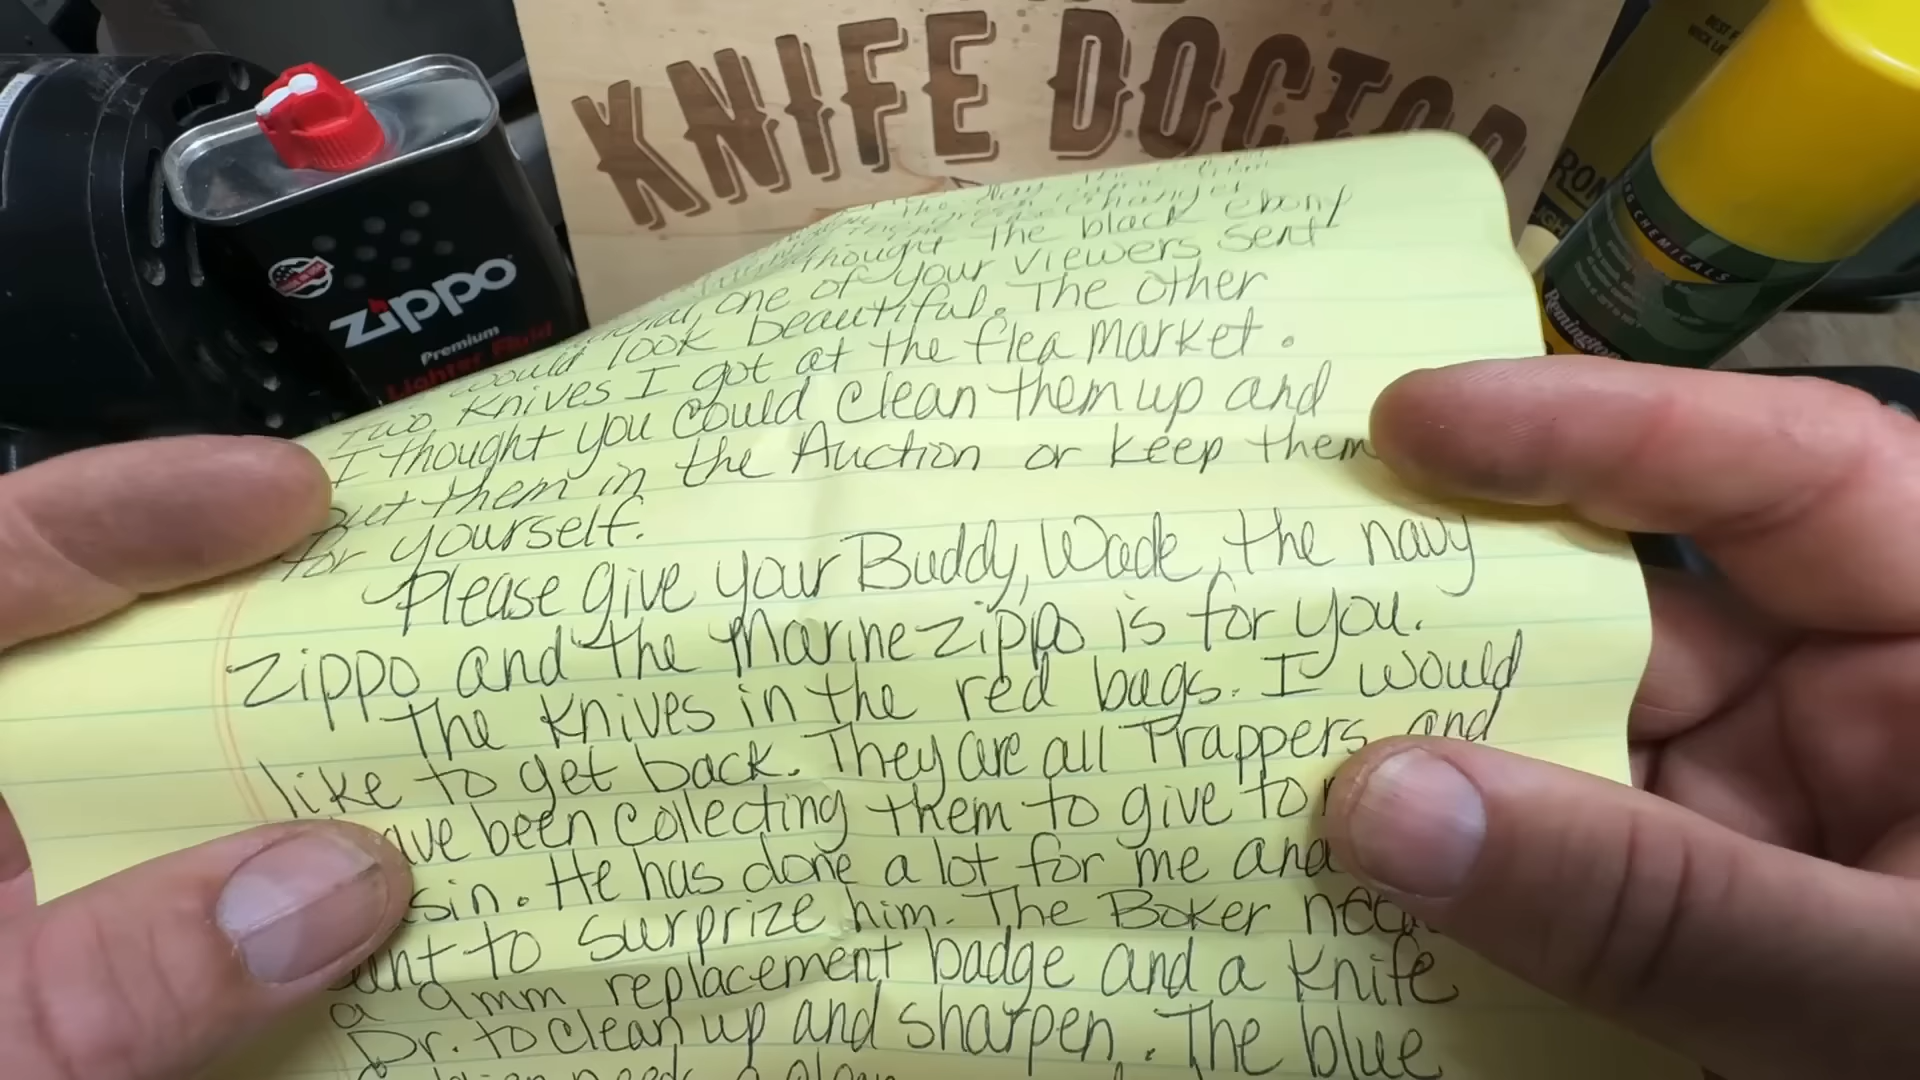 KNIFE DOCTOR
zippo
Premium
Lighter Fluid
CHEMICALS
Remington
thought The black ebony
one of your viewers sent
would look beautiful. The other
Two Knives I got at the flea Market.
I thought you could clean them up and
put them in the Auction or keep them
for yourself.
Please give your Buddy, Wade, the navy
Zippo and the Marine Zippo is for you.
The Knives in the red bags. I would
like to get back. They are all Trappers and
ave been collecting them to give to
sin. He has done a lot for me and
to surprize him. The Boker
a 9mm replacement badge and a Knife
Dr. to clean up and sharpen. The blue
needs a